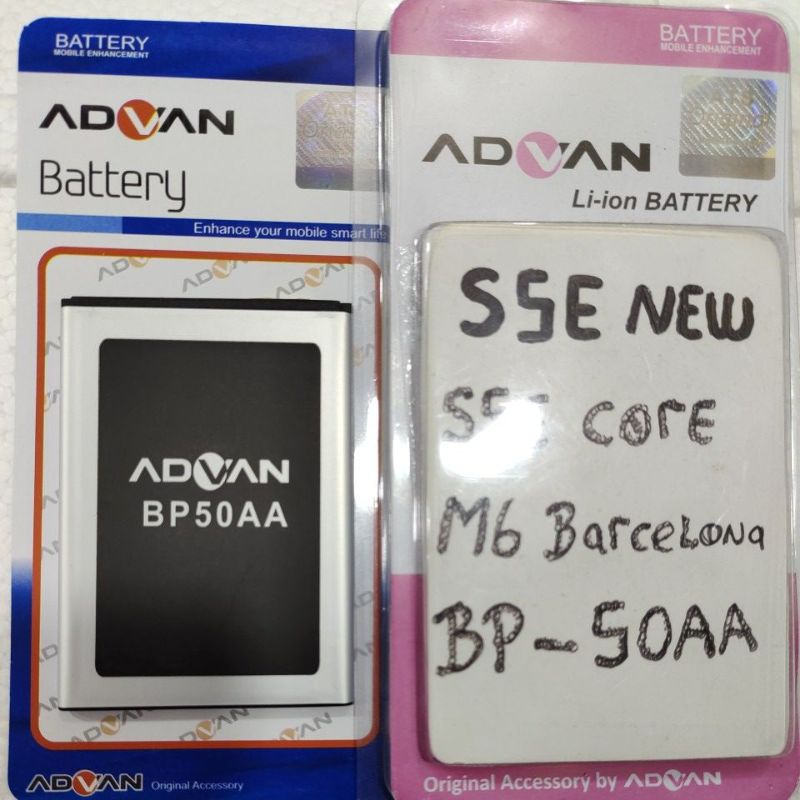 BATTERY
MOBILE ENHANCEMENT
ADVAN
Battery
Enhance your mobile smart life
ADVAN
BP50AA
ADVAN Original Accessory
BATTERY
MOBILE ENHANCEMENT
ADVAN
Li-ion BATTERY
S5E NEW
S5E CorE
M6 BarceLona
BP-50AA
Original Accessory by ADVAN